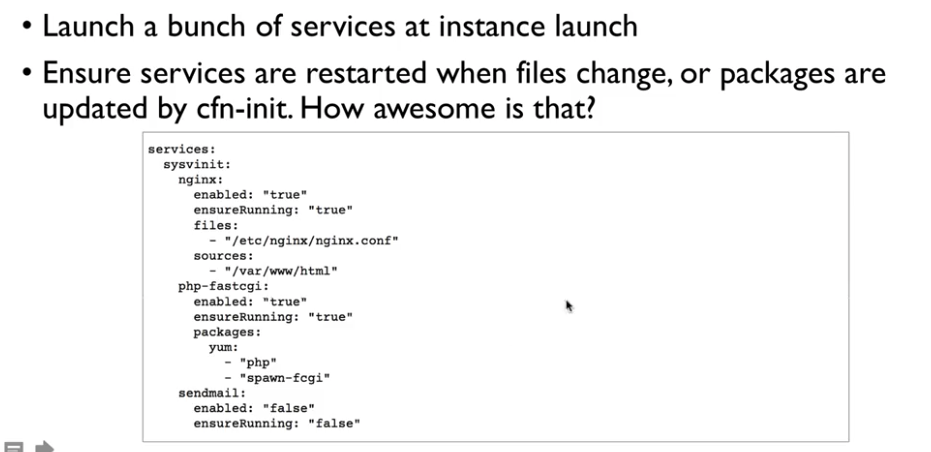 • Launch a bunch of services at instance launch
• Ensure services are restarted when files change, or packages are
updated by cfn-init. How awesome is that?
services:
  sysvinit:
    nginx:
      enabled: "true"
      ensureRunning: "true"
      files:
        - "/etc/nginx/nginx.conf"
      sources:
        - "/var/www/html"
    php-fastcgi:
      enabled: "true"
      ensureRunning: "true"
      packages:
        yum:
          - "php"
          - "spawn-fcgi"
    sendmail:
      enabled: "false"
      ensureRunning: "false"